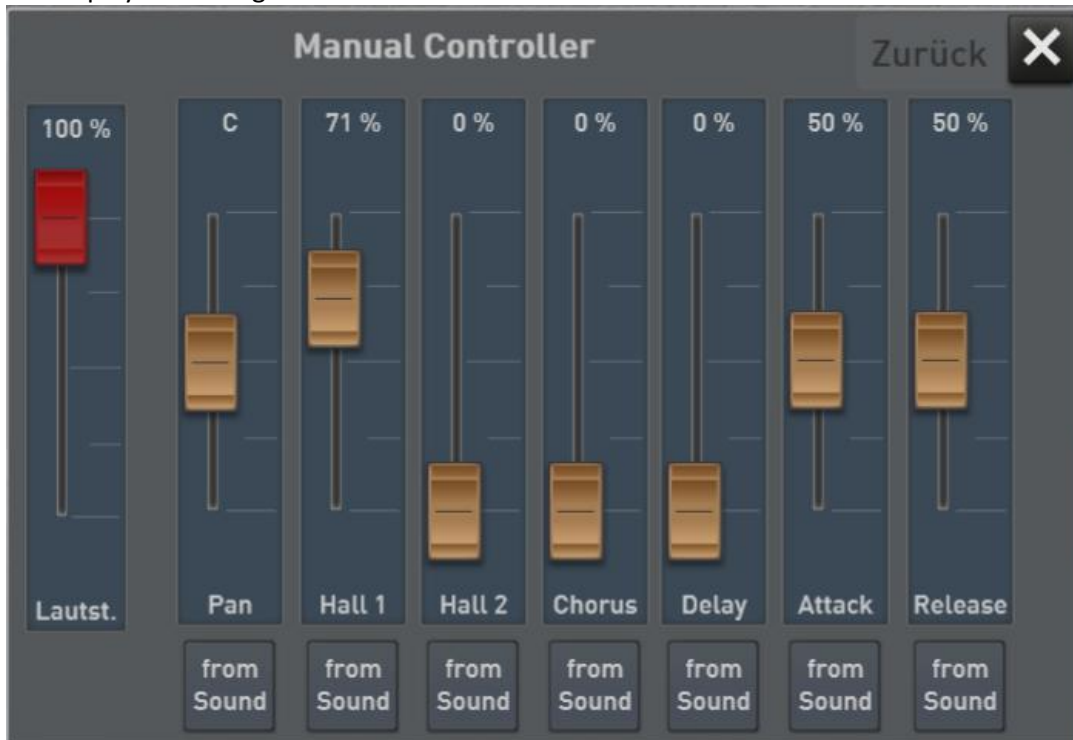 Manual Controller
Zurück
100 %
C
71 %
0 %
0 %
0 %
50 %
50 %
Lautst.
Pan
Hall 1
Hall 2
Chorus
Delay
Attack
Release
from
Sound
from
Sound
from
Sound
from
Sound
from
Sound
from
Sound
from
Sound